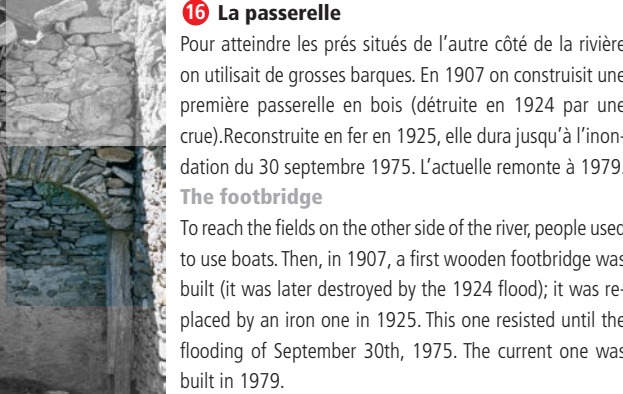 16 La passerelle
Pour atteindre les prés situés de l'autre côté de la rivière
on utilisait de grosses barques. En 1907 on construisit une
première passerelle en bois (détruite en 1924 par une
crue).Reconstruite en fer en 1925, elle dura jusqu'à l'inon-
dation du 30 septembre 1975. L'actuelle remonte à 1979.
The footbridge
To reach the fields on the other side of the river, people used
to use boats. Then, in 1907, a first wooden footbridge was
built (it was later destroyed by the 1924 flood); it was re-
placed by an iron one in 1925. This one resisted until the
flooding of September 30th, 1975. The current one was
built in 1979.